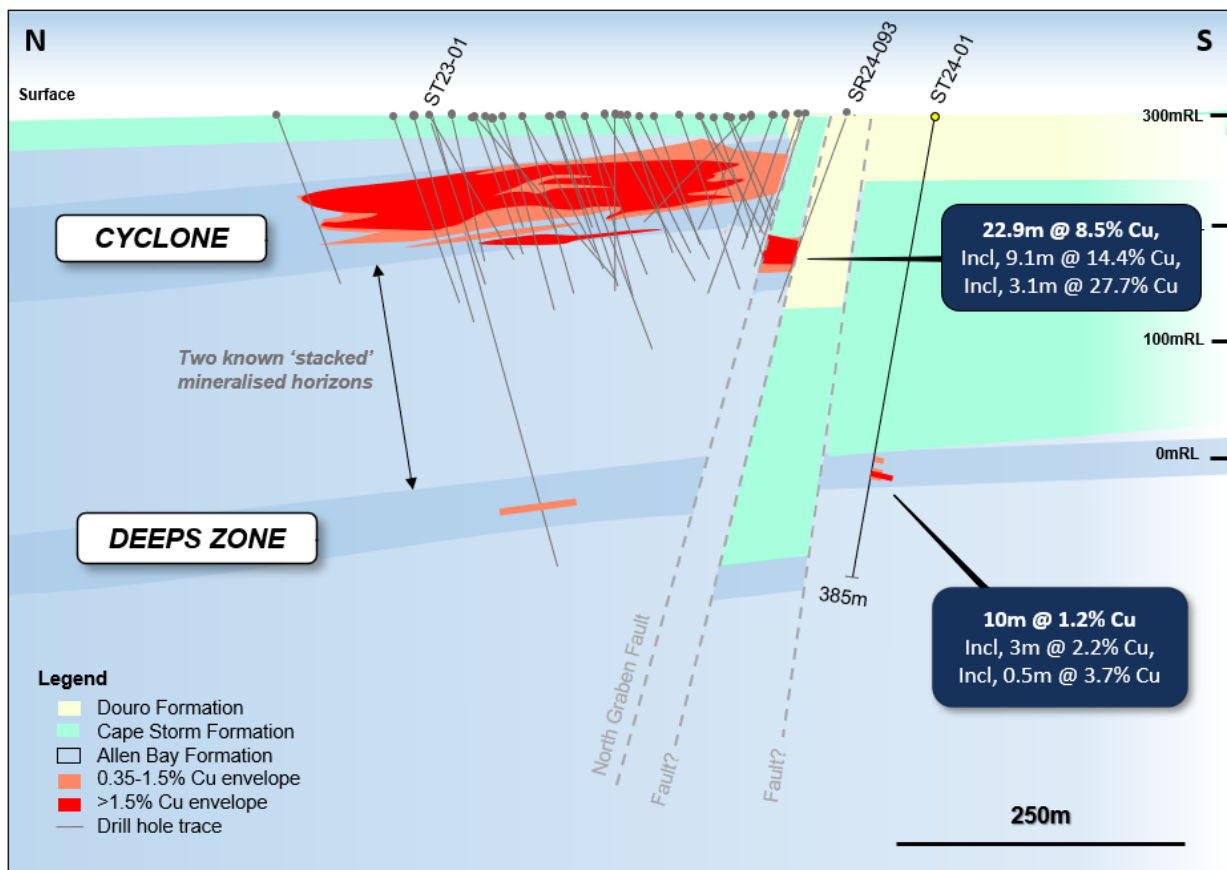 N
S
ST23-01
SR24-093
ST24-01
Surface
300mRL
CYCLONE
22.9m @ 8.5% Cu,
Incl, 9.1m @ 14.4% Cu,
Incl, 3.1m @ 27.7% Cu
100mRL
Two known ‘stacked’
mineralised horizons
0mRL
DEEPS ZONE
385m
10m @ 1.2% Cu
Incl, 3m @ 2.2% Cu,
Incl, 0.5m @ 3.7% Cu
North Graben Fault
Fault?
Fault?
Legend
Douro Formation
Cape Storm Formation
Allen Bay Formation
0.35-1.5% Cu envelope
>1.5% Cu envelope
Drill hole trace
250m